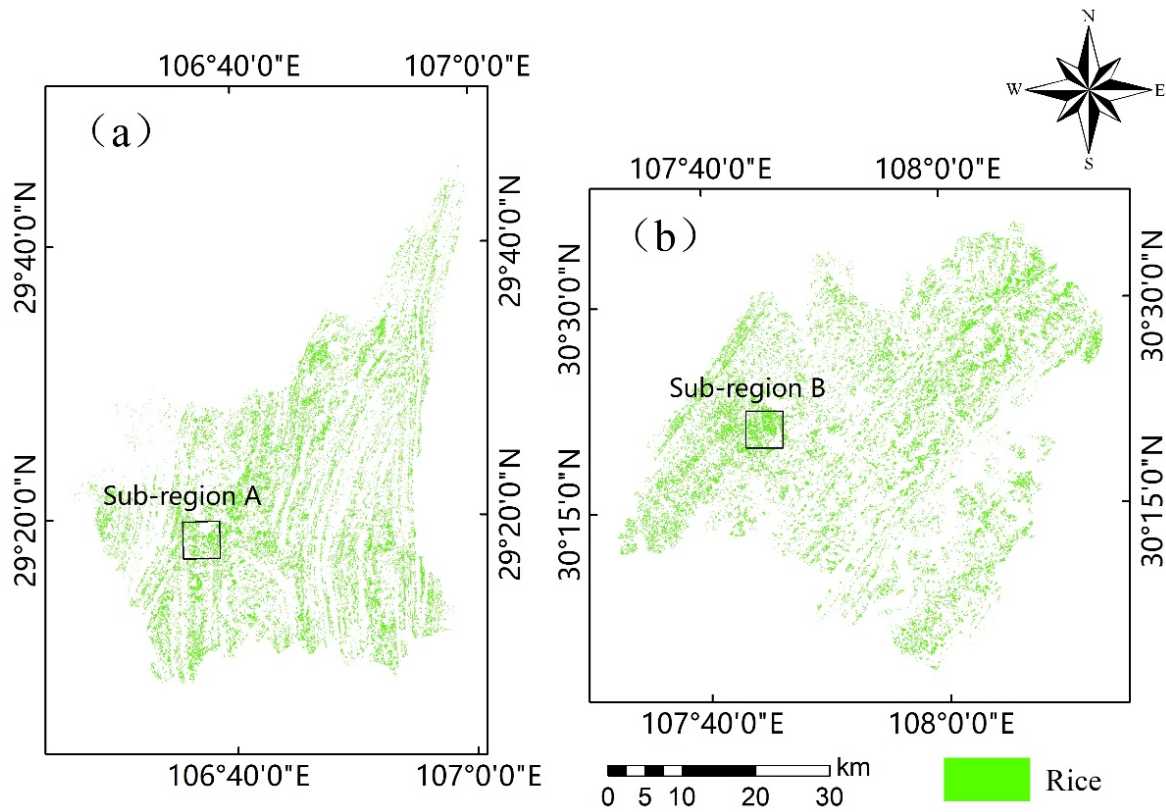 106°40'0"E 107°0'0"E
N
W E
S
（a）
29°40'0"N
29°40'0"N
107°40'0"E 108°0'0"E
（b）
30°30'0"N
30°30'0"N
Sub-region B
Sub-region A
29°20'0"N
29°20'0"N
30°15'0"N
30°15'0"N
106°40'0"E 107°0'0"E
107°40'0"E 108°0'0"E
km
0 5 10 20 30
Rice